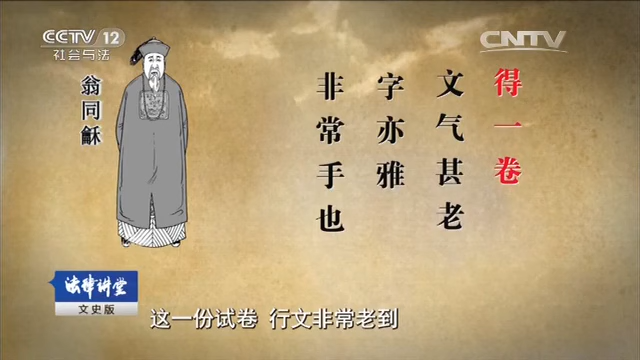 CCTV 12
社会与法
CNTV
得一卷
文气甚老
字亦雅
非常手也
翁同龢
法律讲堂
文史版
这一份试卷 行文非常老到